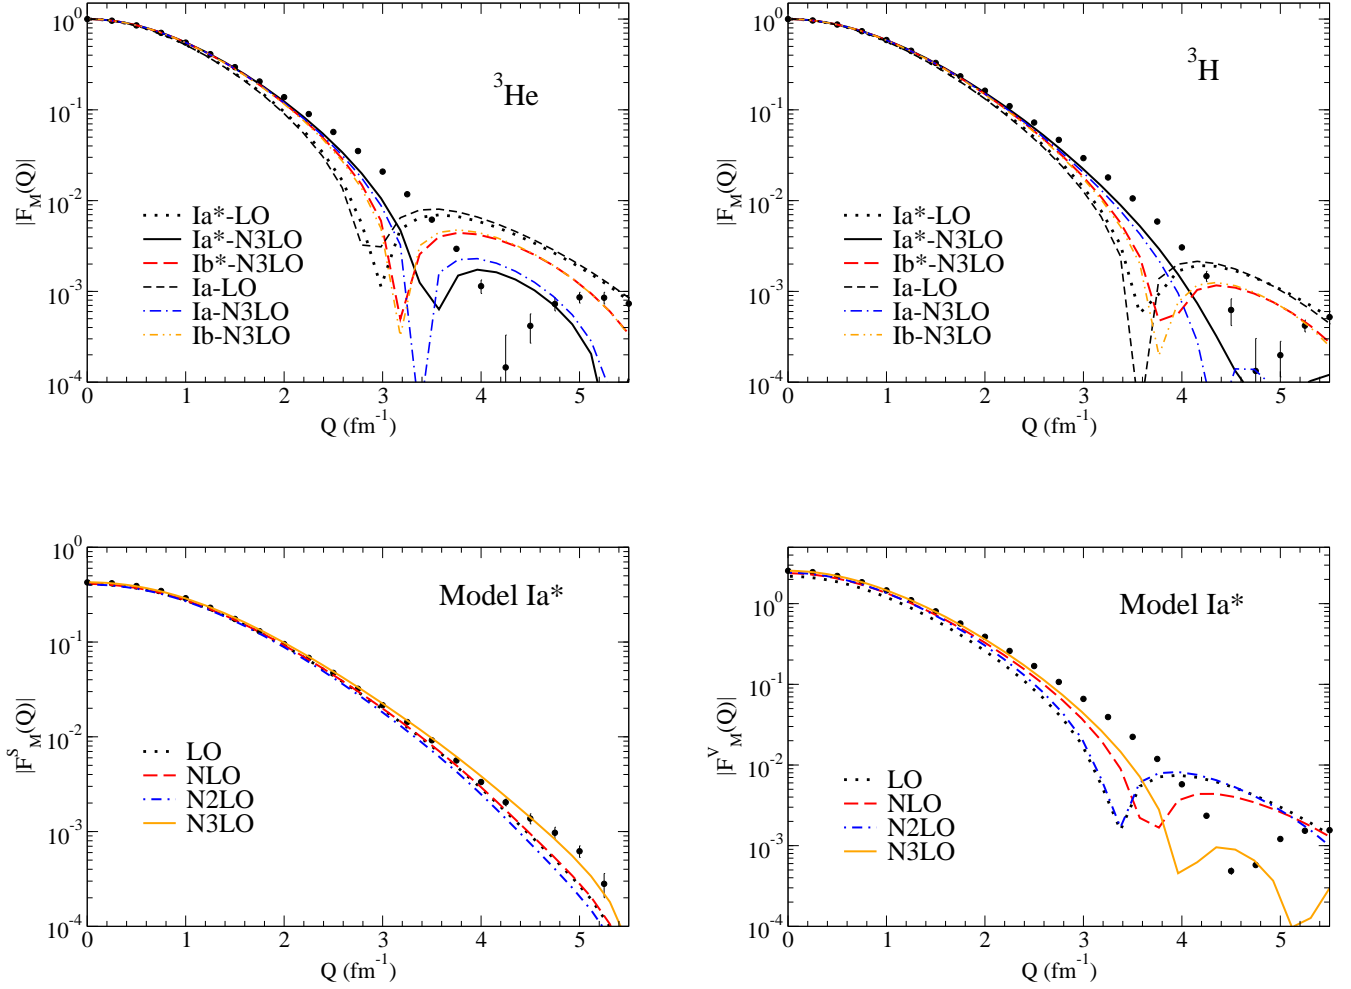 10^0
10^-1
10^-2
10^-3
10^-4
|F_M(Q)|
^3He
Ia*-LO
Ia*-N3LO
Ib*-N3LO
Ia-LO
Ia-N3LO
Ib-N3LO
0 1 2 3 4 5
Q (fm^-1)
10^0
10^-1
10^-2
10^-3
10^-4
|F_M(Q)|
^3H
Ia*-LO
Ia*-N3LO
Ib*-N3LO
Ia-LO
Ia-N3LO
Ib-N3LO
0 1 2 3 4 5
Q (fm^-1)
10^0
10^-1
10^-2
10^-3
10^-4
|F^S_M(Q)|
Model Ia*
LO
NLO
N2LO
N3LO
0 1 2 3 4 5
Q (fm^-1)
10^0
10^-1
10^-2
10^-3
10^-4
|F^V_M(Q)|
Model Ia*
LO
NLO
N2LO
N3LO
0 1 2 3 4 5
Q (fm^-1)